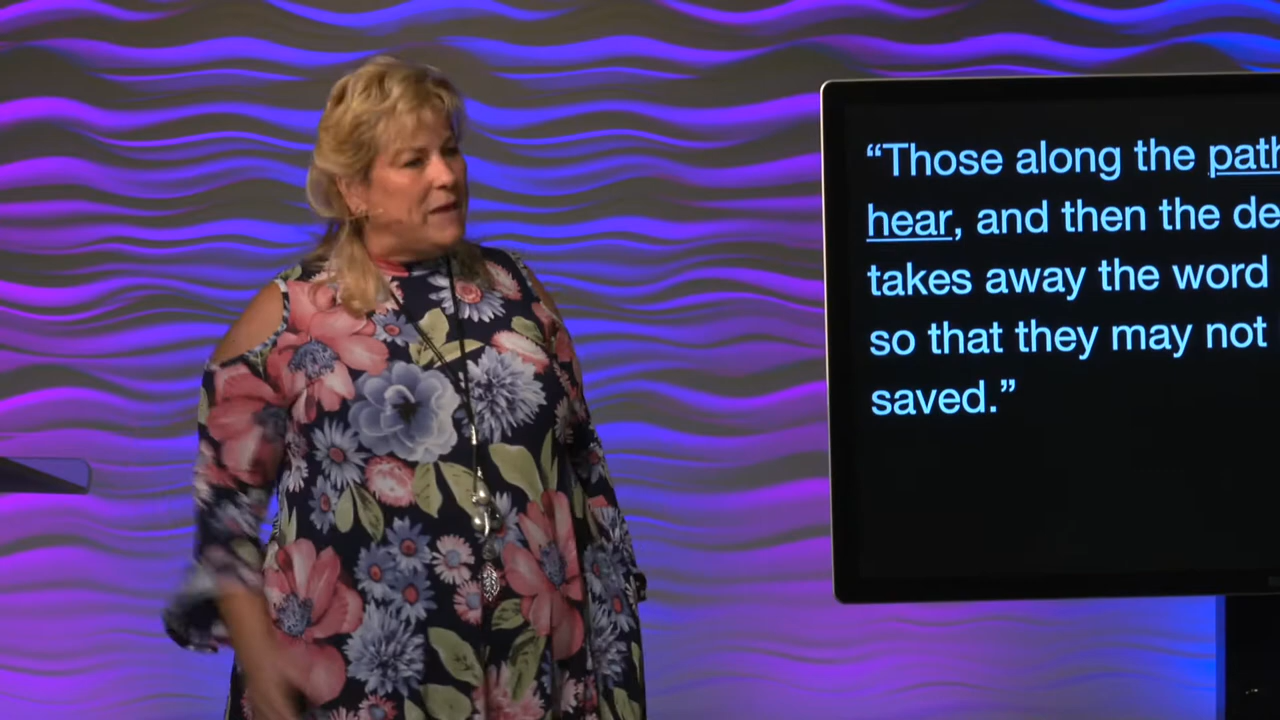 “Those along the path
hear, and then the de
takes away the word
so that they may not
saved.”